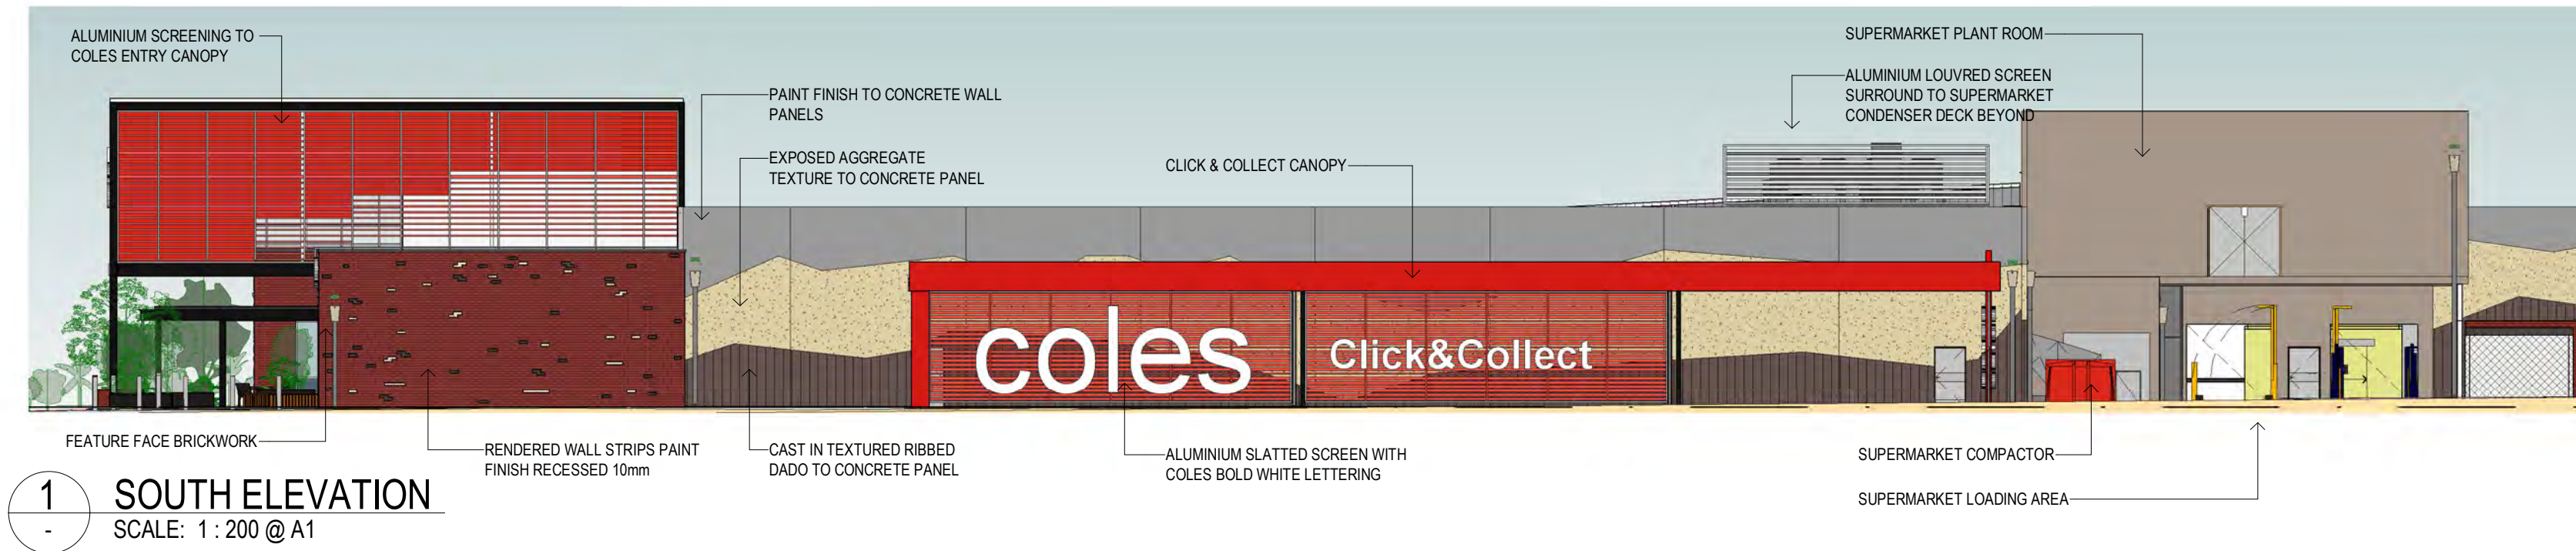 ALUMINIUM SCREENING TO
COLES ENTRY CANOPY
PAINT FINISH TO CONCRETE WALL
PANELS
EXPOSED AGGREGATE
TEXTURE TO CONCRETE PANEL
CLICK & COLLECT CANOPY
SUPERMARKET PLANT ROOM
ALUMINIUM LOUVRED SCREEN
SURROUND TO SUPERMARKET
CONDENSER DECK BEYOND
coles
Click&Collect
FEATURE FACE BRICKWORK
RENDERED WALL STRIPS PAINT
FINISH RECESSED 10mm
CAST IN TEXTURED RIBBED
DADO TO CONCRETE PANEL
ALUMINIUM SLATTED SCREEN WITH
COLES BOLD WHITE LETTERING
SUPERMARKET COMPACTOR
SUPERMARKET LOADING AREA
1
-
SOUTH ELEVATION
SCALE: 1 : 200 @ A1